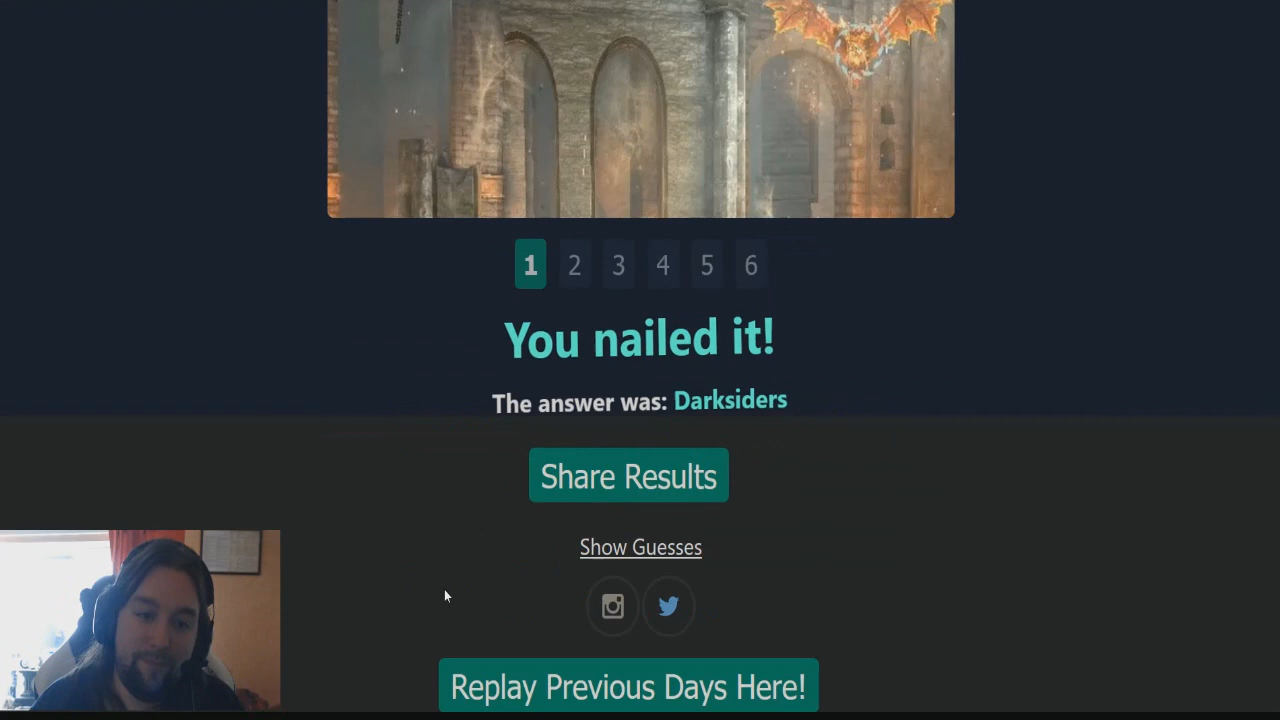 1 2 3 4 5 6
You nailed it!
The answer was: Darksiders
Share Results
Show Guesses
Replay Previous Days Here!